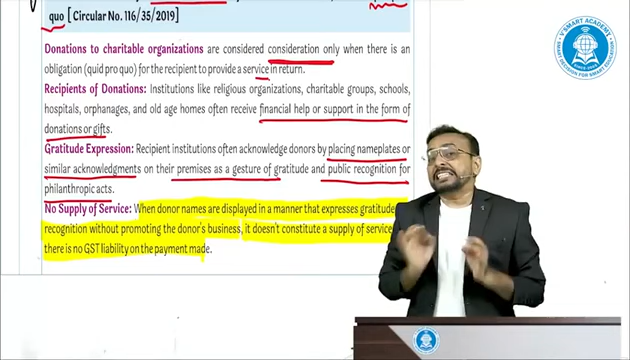 quo [ Circular No. 116/35/2019]
Donations to charitable organizations are considered consideration only when there is an
obligation (quid pro quo) for the recipient to provide a service in return.
Recipients of Donations: Institutions like religious organizations, charitable groups, schools,
hospitals, orphanages, and old age homes often receive financial help or support in the form of
donations or gifts.
Gratitude Expression: Recipient institutions often acknowledge donors by placing nameplates or
similar acknowledgments on their premises as a gesture of gratitude and public recognition for
philanthropic acts.
No Supply of Service: When donor names are displayed in a manner that expresses gratitude
recognition without promoting the donor's business, it doesn't constitute a supply of service
there is no GST liability on the payment made.
V'SMART ACADEMY